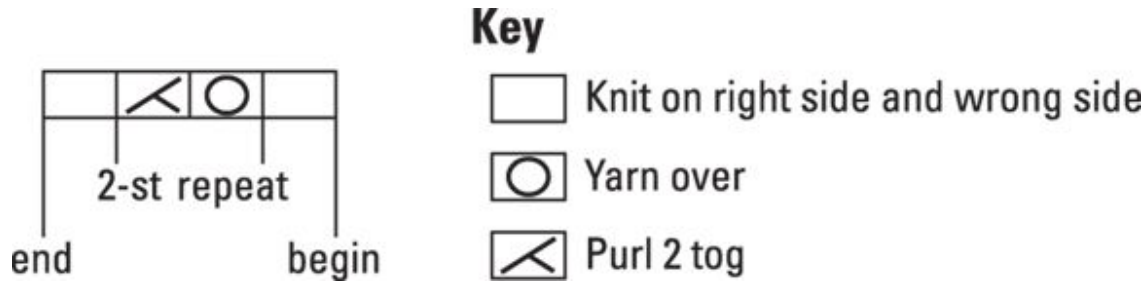 Key
Knit on right side and wrong side
Yarn over
Purl 2 tog
2-st repeat
end
begin